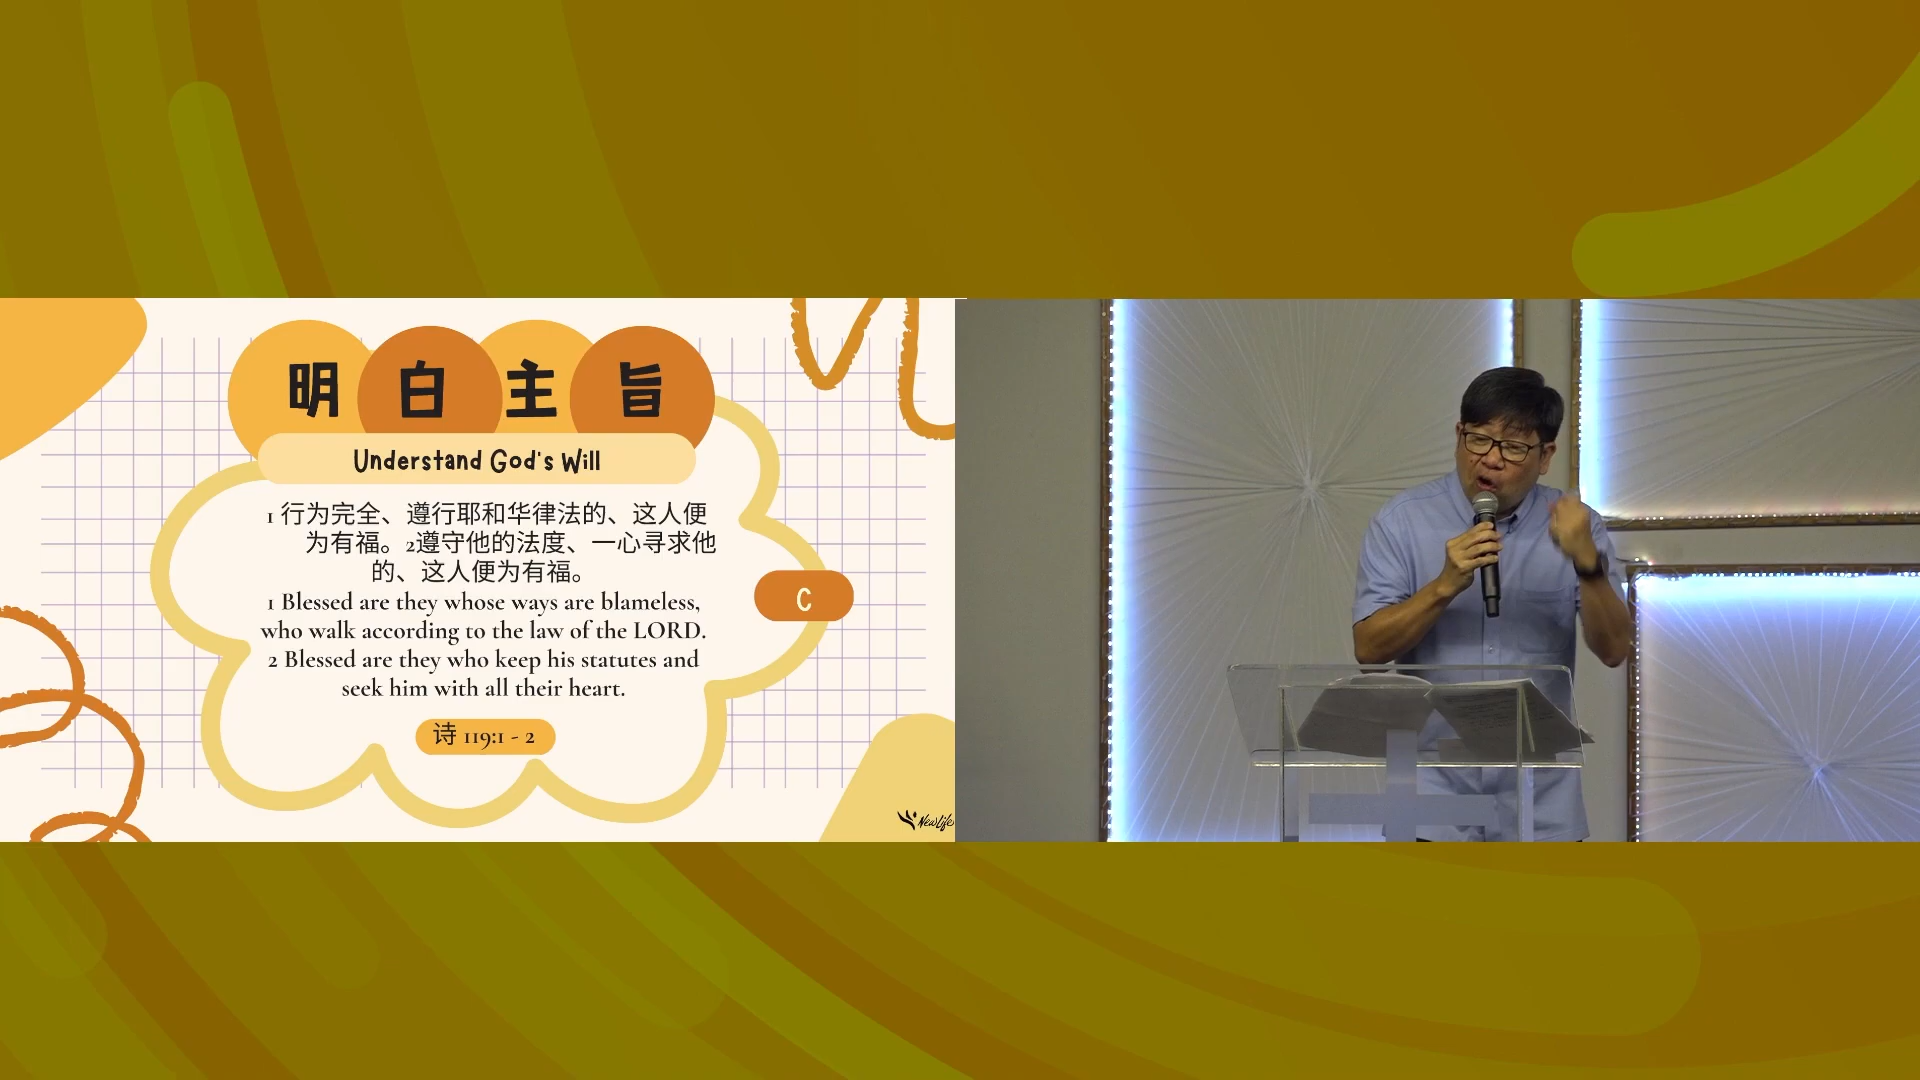 明白主旨
Understand God's Will
1 行为完全、遵行耶和华律法的、这人便
为有福。2遵守他的法度、一心寻求他
的、这人便为有福。
1 Blessed are they whose ways are blameless,
who walk according to the law of the LORD.
2 Blessed are they who keep his statutes and
seek him with all their heart.
C
诗 119:1 - 2
Newlife